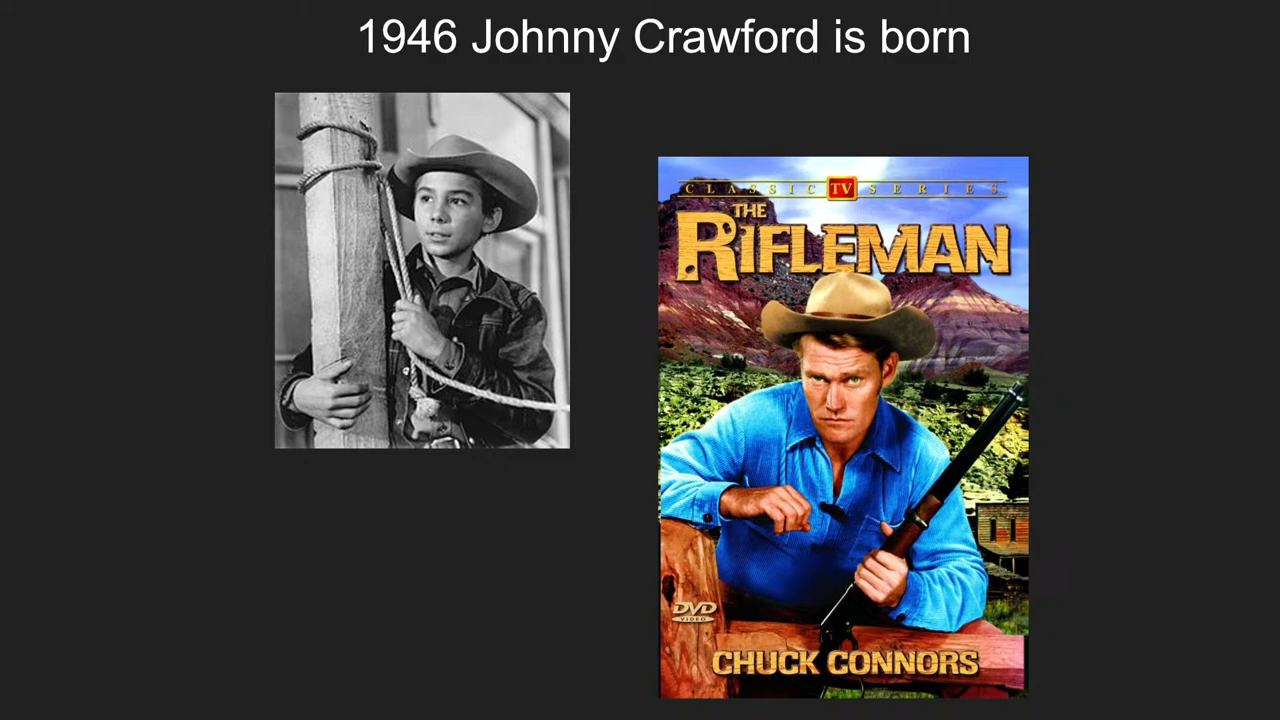 1946 Johnny Crawford is born
CLASSIC TV SERIES
THE
RIFLEMAN
DVD
VIDEO
CHUCK CONNORS